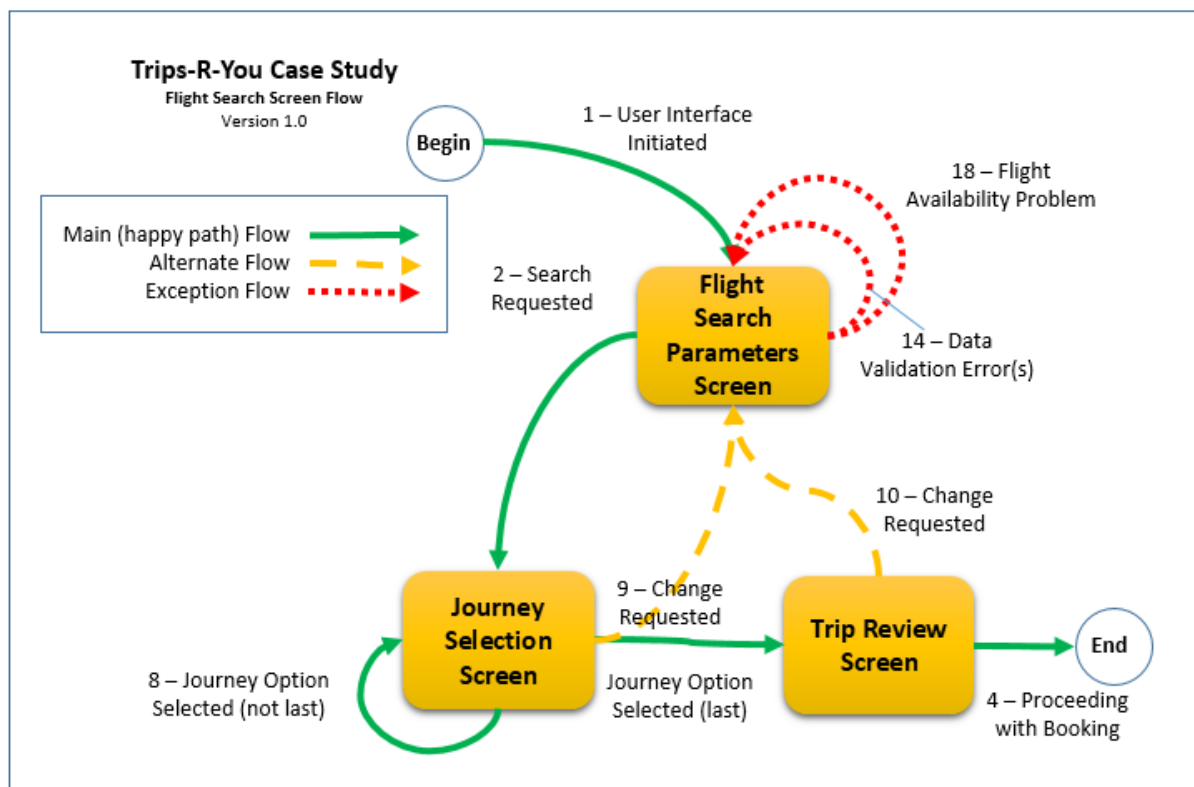 Trips-R-You Case Study
Flight Search Screen Flow
Version 1.0
Begin
1 – User Interface
Initiated
18 – Flight
Availability Problem
Main (happy path) Flow
Alternate Flow
Exception Flow
2 – Search
Requested
Flight
Search
Parameters
Screen
14 – Data
Validation Error(s)
10 – Change
Requested
9 – Change
Requested
Journey
Selection
Screen
Trip Review
Screen
End
8 – Journey Option
Selected (not last)
Journey Option
Selected (last)
4 – Proceeding
with Booking